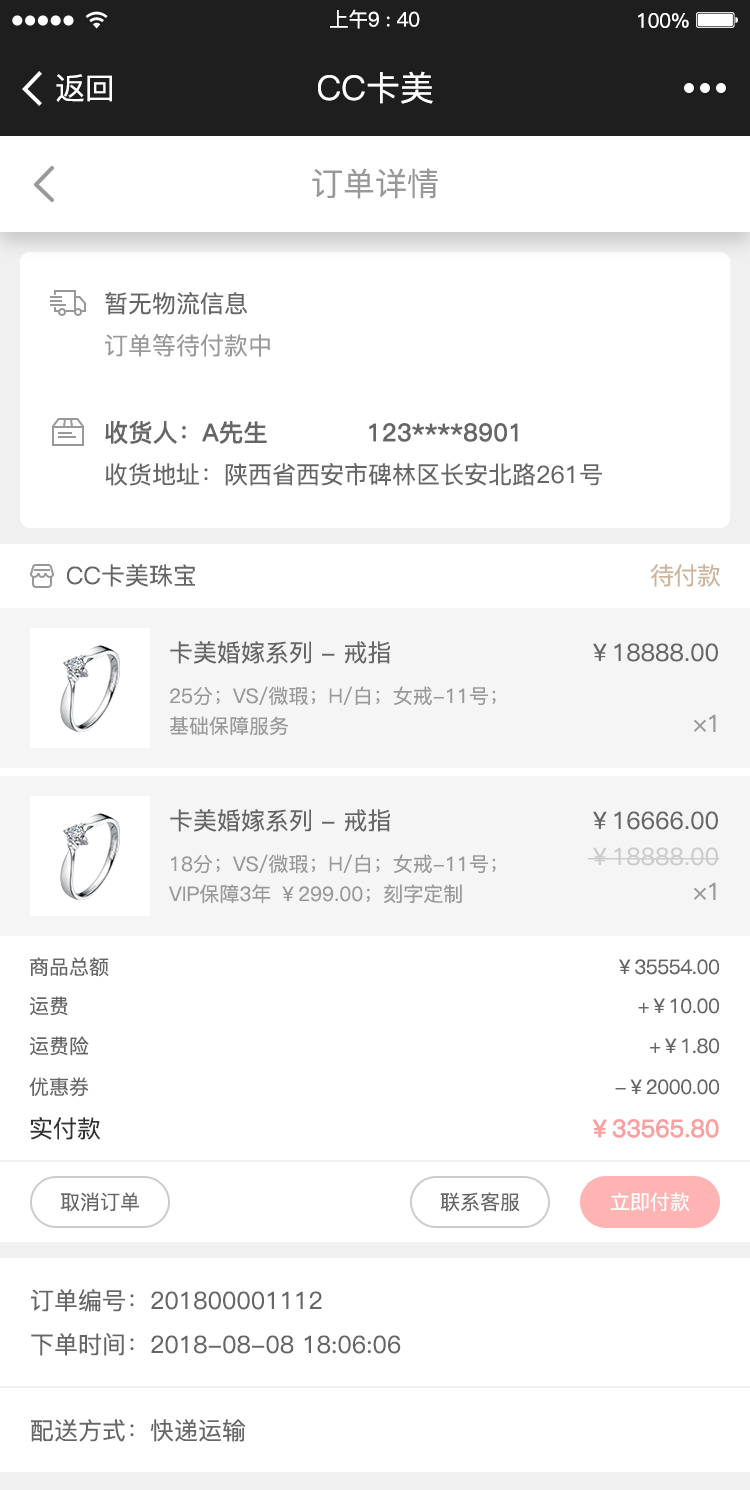 上午9 : 40
100%
返回
CC卡美
订单详情
暂无物流信息
订单等待付款中
收货人：A先生 123****8901
收货地址：陕西省西安市碑林区长安北路261号
CC卡美珠宝
待付款
卡美婚嫁系列 – 戒指
¥ 18888.00
25分；VS/微瑕；H/白；女戒–11号；
基础保障服务
×1
卡美婚嫁系列 – 戒指
¥ 16666.00
¥ 18888.00
18分；VS/微瑕；H/白；女戒–11号；
VIP保障3年 ¥ 299.00；刻字定制
×1
商品总额 ¥ 35554.00
运费 + ¥ 10.00
运费险 + ¥ 1.80
优惠券 – ¥ 2000.00
实付款 ¥ 33565.80
取消订单
联系客服
立即付款
订单编号：201800001112
下单时间：2018–08–08 18:06:06
配送方式：快递运输